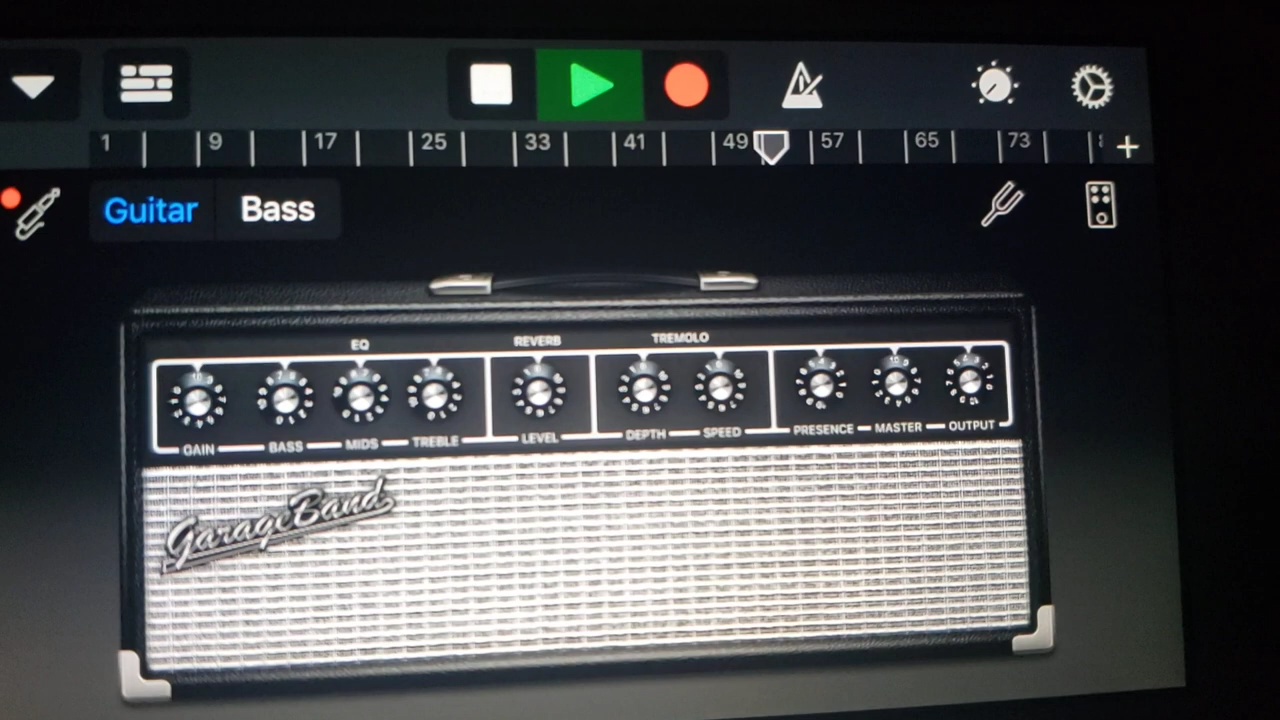 1 9 17 25 33 41 49 57 65 73
Guitar Bass
EQ REVERB TREMOLO
GAIN BASS MIDS TREBLE LEVEL DEPTH SPEED PRESENCE MASTER OUTPUT
GarageBand